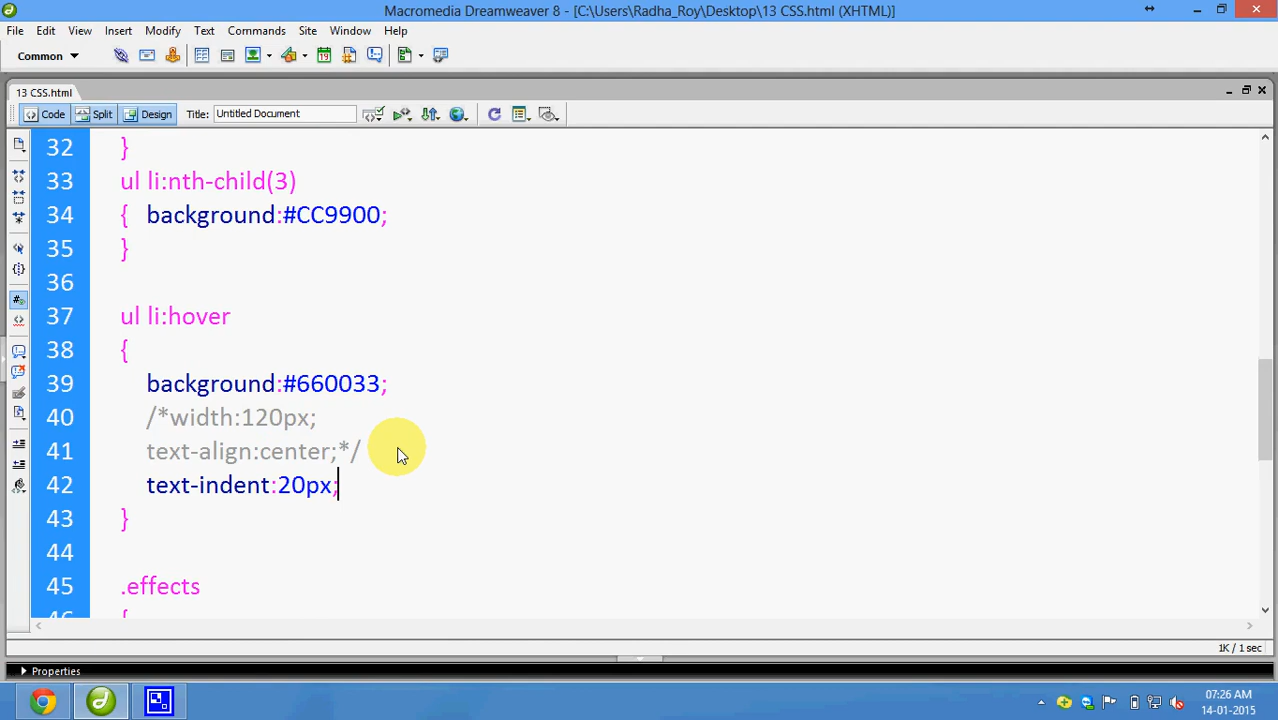 Macromedia Dreamweaver 8 - [C:\Users\Radha_Roy\Desktop\13 CSS.html (XHTML)]
File Edit View Insert Modify Text Commands Site Window Help
Common
13 CSS.html
Code Split Design Title: Untitled Document
32 }
33 ul li:nth-child(3)
34 { background:#CC9900;
35 }
36
37 ul li:hover
38 {
39 background:#660033;
40 /*width:120px;
41 text-align:center;*/
42 text-indent:20px;
43 }
44
45 .effects
46 {
1K / 1 sec
Properties
07:26 AM
14-01-2015